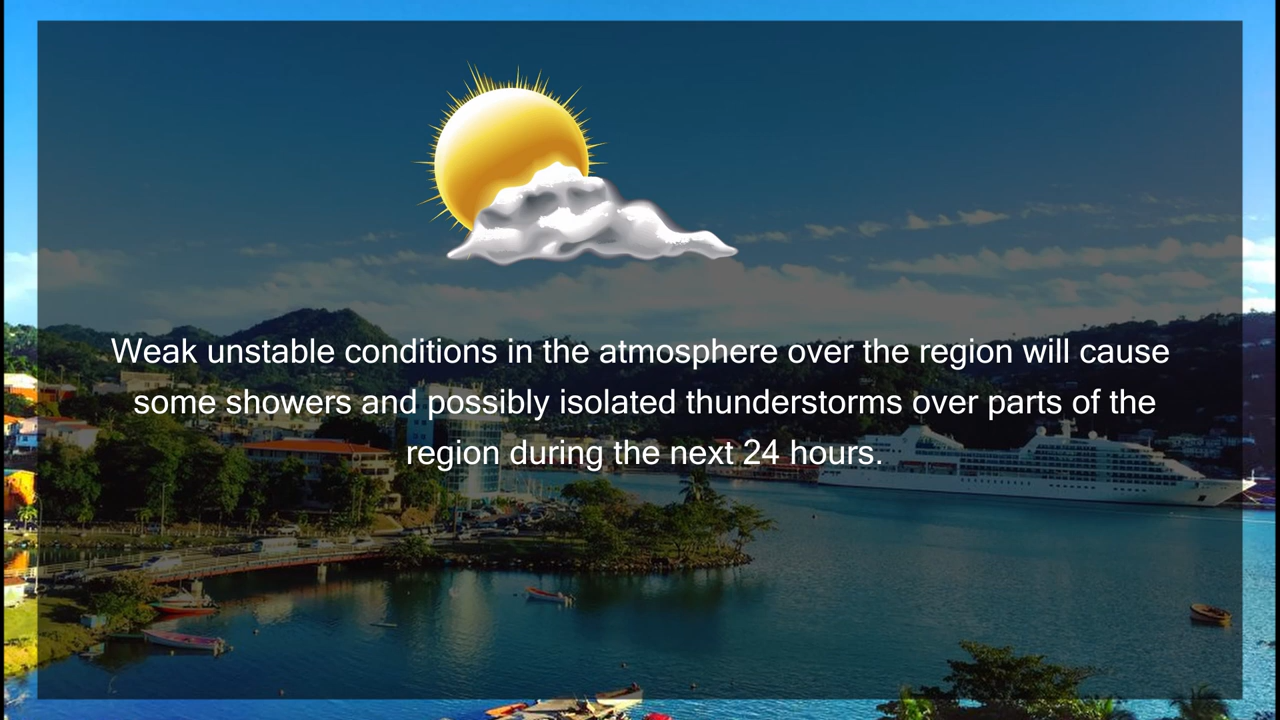 Weak unstable conditions in the atmosphere over the region will cause
some showers and possibly isolated thunderstorms over parts of the
region during the next 24 hours.